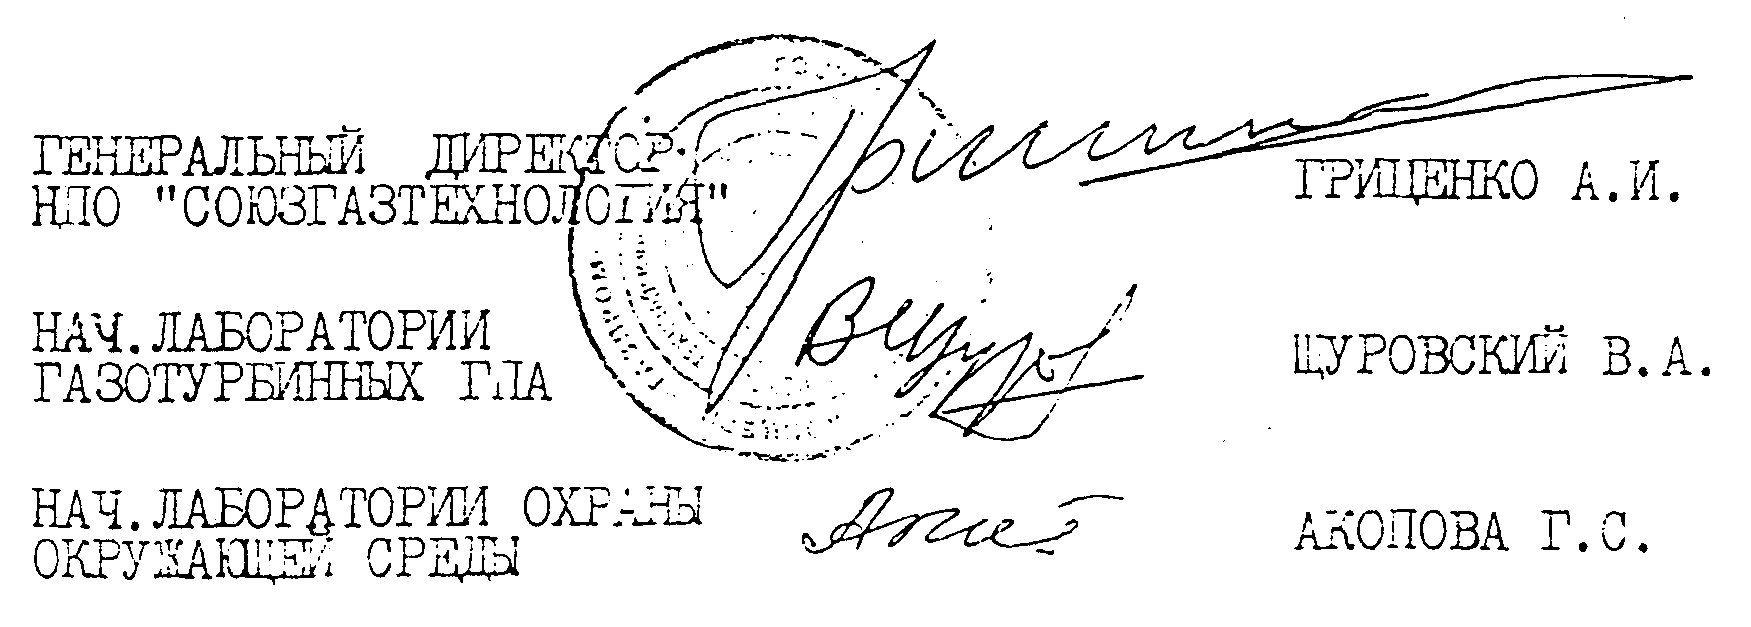 ГЕНЕРАЛЬНЫЙ ДИРЕКТОР
НПО "СОЮЗГАЗТЕХНОЛОГИЯ"
ГРИЦЕНКО А.И.
НАЧ.ЛАБОРАТОРИИ
ГАЗОТУРБИННЫХ ГПА
ЩУРОВСКИЙ В.А.
НАЧ.ЛАБОРАТОРИИ ОХРАНЫ
ОКРУЖАЮЩЕЙ СРЕДЫ
АКОПОВА Г.С.